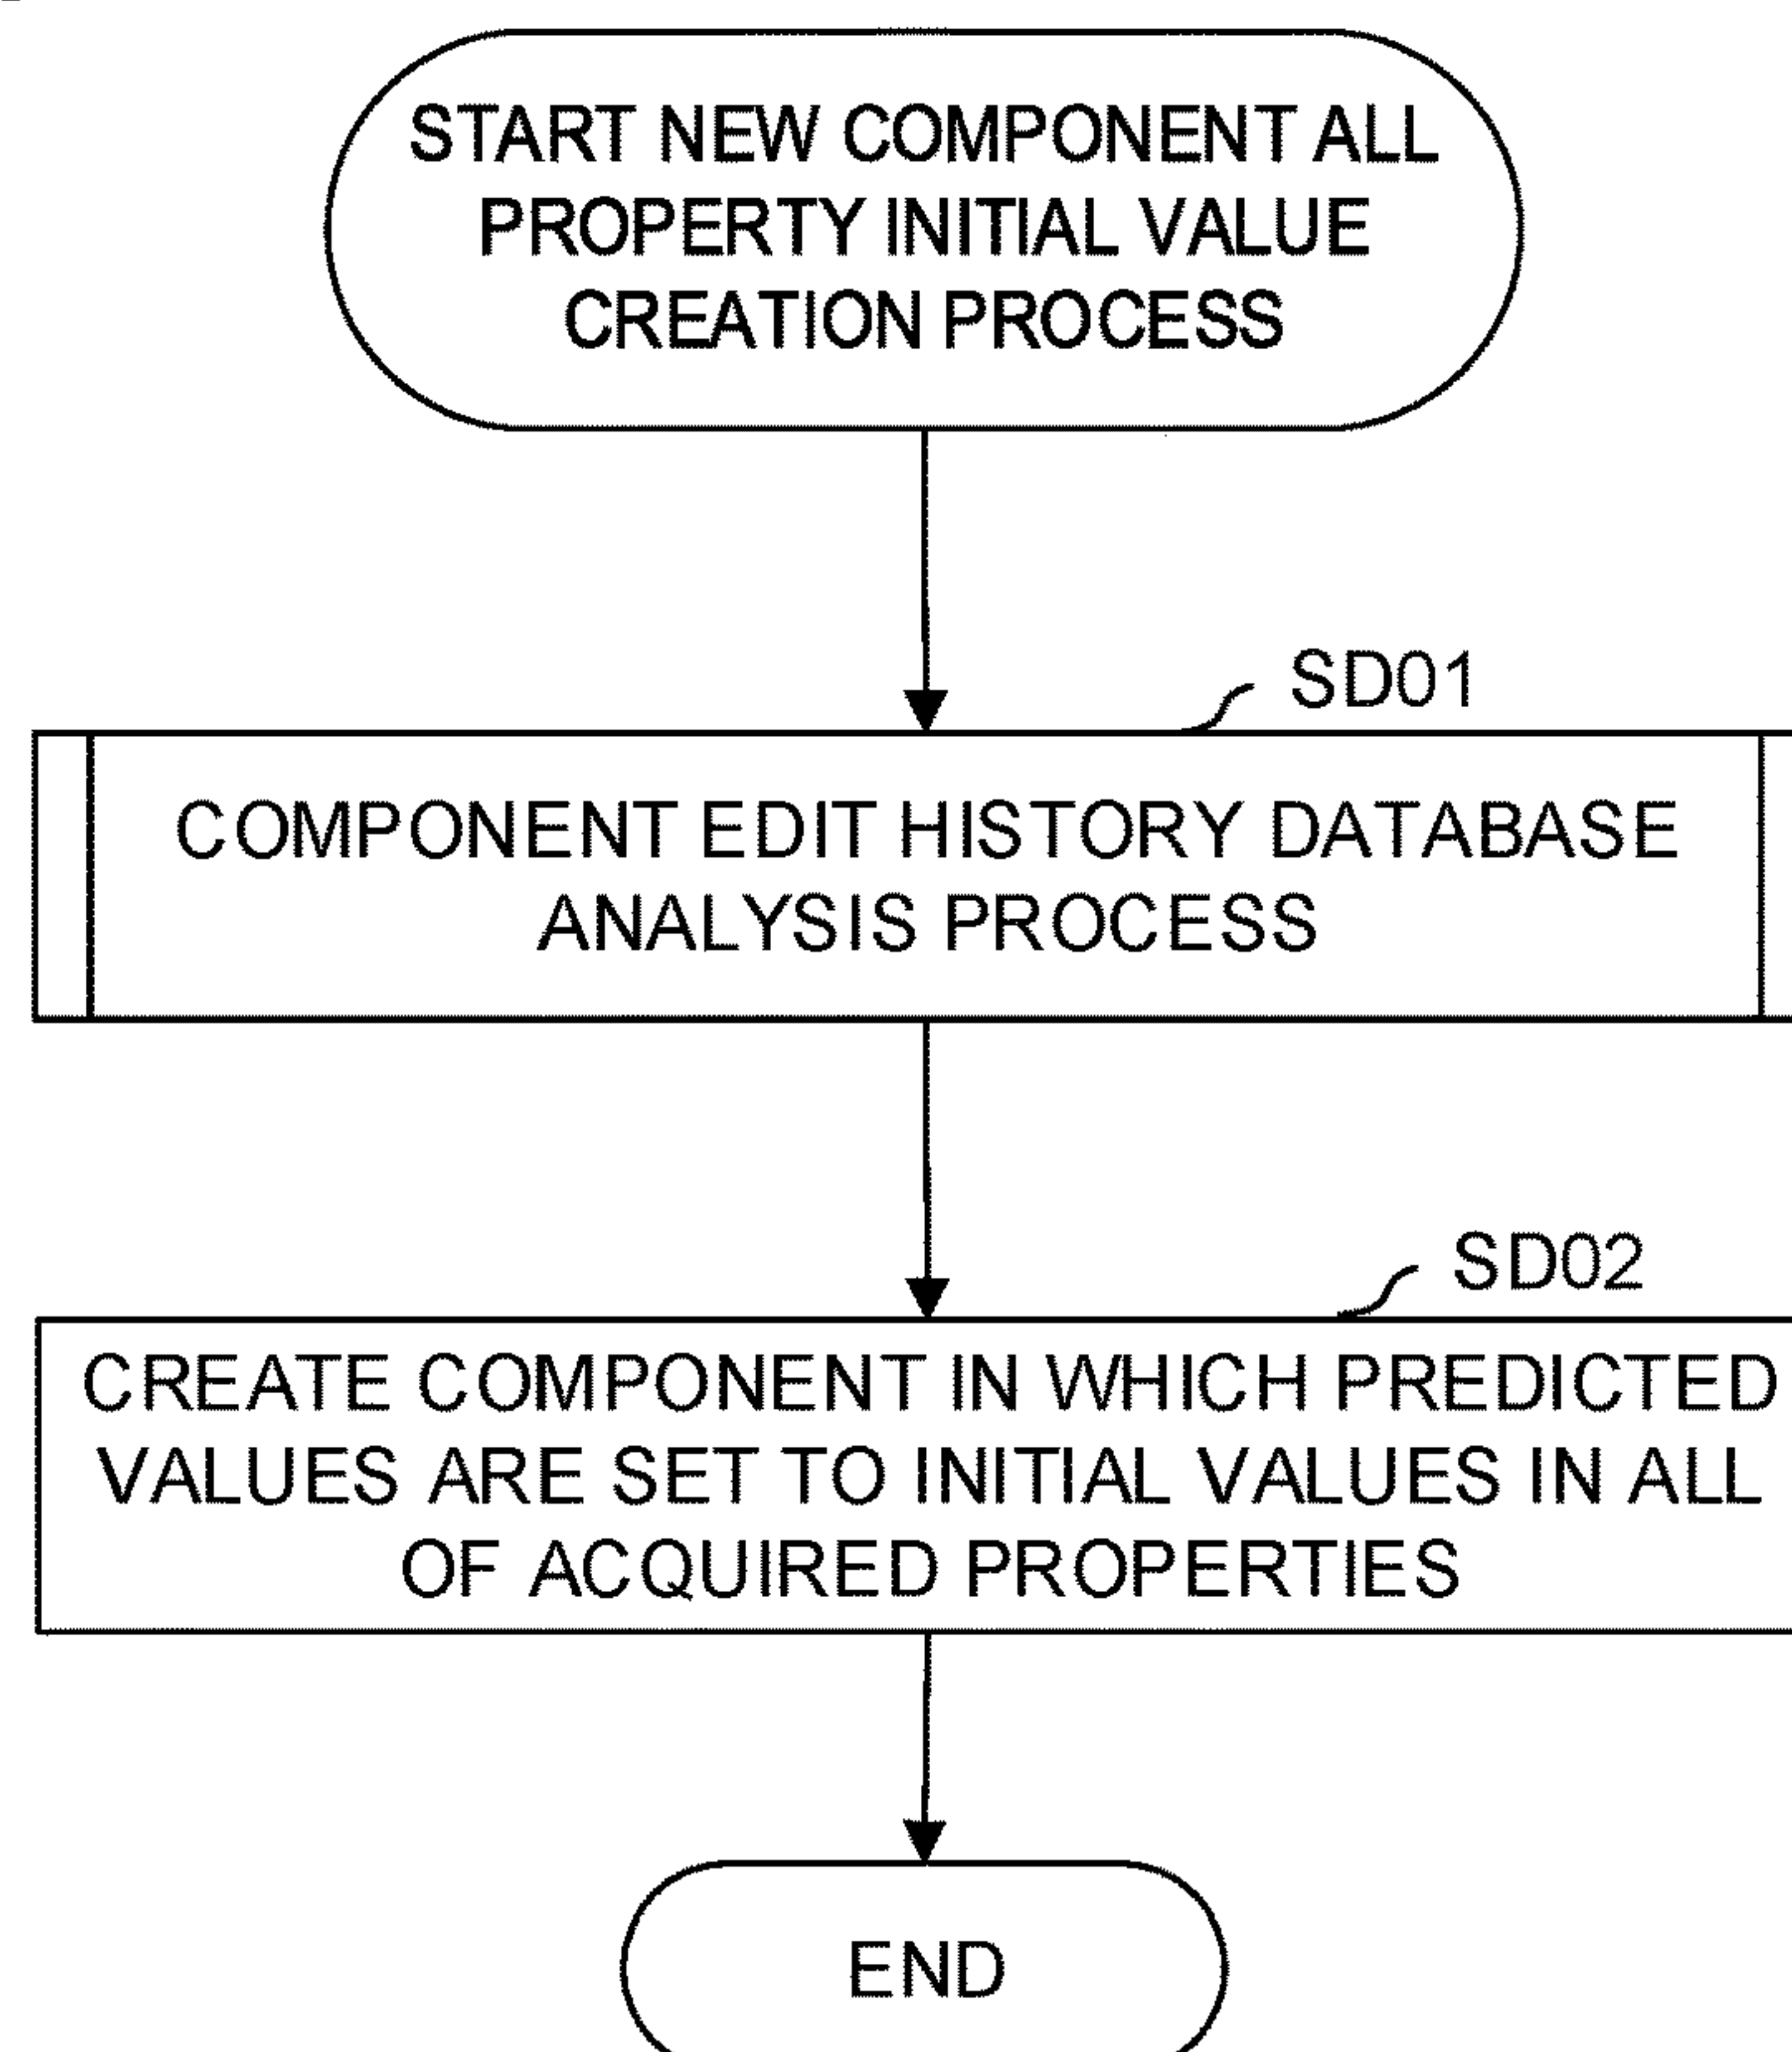 START NEW COMPONENT ALL
PROPERTY INITIAL VALUE
CREATION PROCESS
SD01
COMPONENT EDIT HISTORY DATABASE
ANALYSIS PROCESS
SD02
CREATE COMPONENT IN WHICH PREDICTED
VALUES ARE SET TO INITIAL VALUES IN ALL
OF ACQUIRED PROPERTIES
END